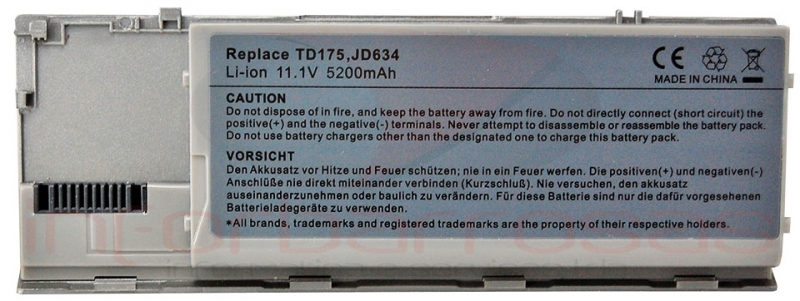 Replace TD175,JD634
Li-ion 11.1V 5200mAh
CE
MADE IN CHINA
CAUTION
Do not dispose of in fire, and keep the battery away from fire. Do not directly connect (short circuit) the
positive(+) and the negative(-) terminals. Never attempt to disassemble or reassemble the battery pack.
Do not use battery chargers other than the designated one to charge this battery pack.
VORSICHT
Den Akkusatz vor Hitze und Feuer schützen; nie in ein Feuer werfen. Die positiven(+) und negativen(-)
Anschlüße sind nicht direkt miteinander verbinden (Kurzschluß). Nie versuchen, den akkusatz
auseinanderzunehmen oder zusammenzubauen. Für diese Batterie sind nur die dafür vorgesehenen
Batterieladegeräte zu verwenden.
*All brands, trademarks and registered trademarks are the property of their respective holders.